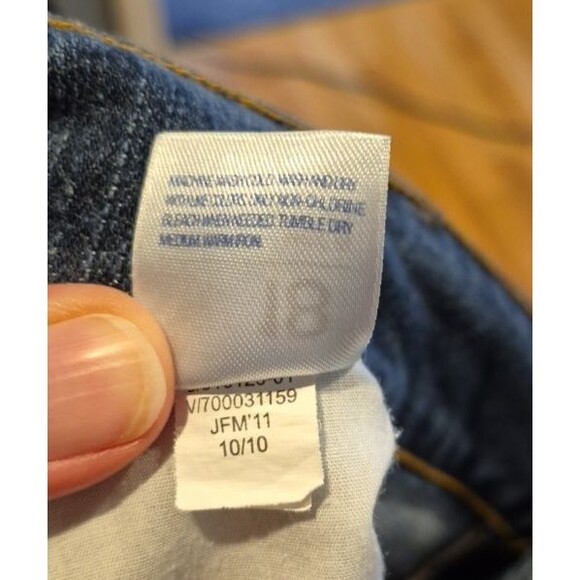 MACHINE WASH COLD. WASH AND DRY
WITH LIKE COLORS. ONLY NON-CHLORINE
BLEACH WHEN NEEDED. TUMBLE DRY
MEDIUM. WARM IRON.
18
V/700031159
JFM'11
10/10